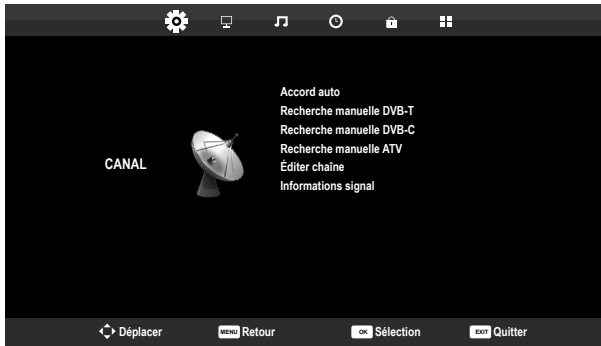 Accord auto
Recherche manuelle DVB-T
Recherche manuelle DVB-C
Recherche manuelle ATV
CANAL
Éditer chaîne
Informations signal
Déplacer
MENU Retour
OK Sélection
EXIT Quitter